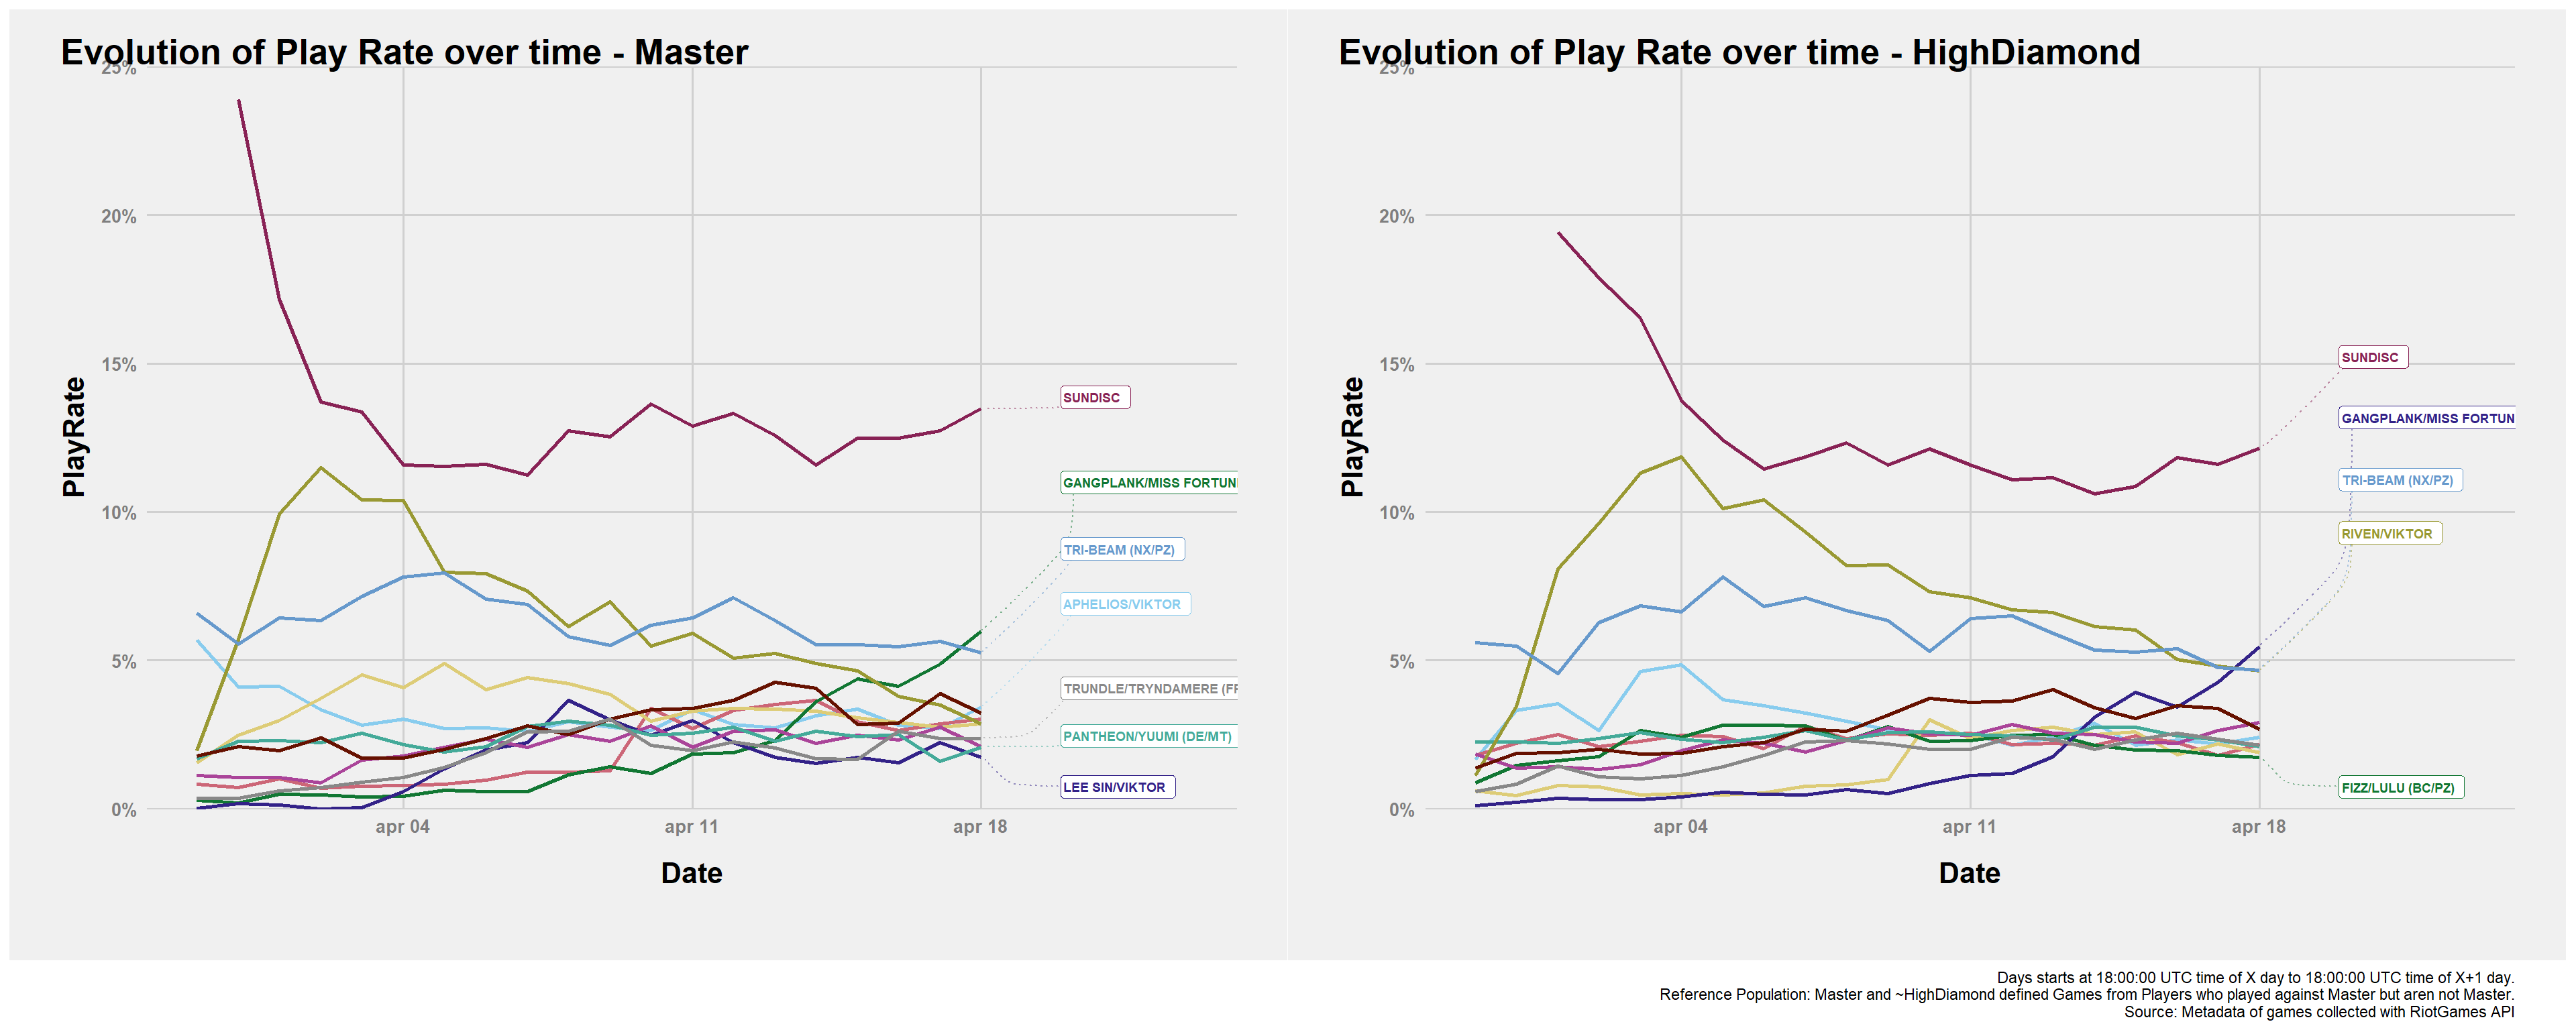 Evolution of Play Rate over time - Master
25%
20%
15%
10%
5%
0%
PlayRate
apr 04
apr 11
apr 18
Date
SUNDISC
GANGPLANK/MISS FORTUN
TRI-BEAM (NX/PZ)
APHELIOS/VIKTOR
TRUNDLE/TRYNDAMERE (FR
PANTHEON/YUUMI (DE/MT)
LEE SIN/VIKTOR
Evolution of Play Rate over time - HighDiamond
25%
20%
15%
10%
5%
0%
PlayRate
apr 04
apr 11
apr 18
Date
SUNDISC
GANGPLANK/MISS FORTUN
TRI-BEAM (NX/PZ)
RIVEN/VIKTOR
FIZZ/LULU (BC/PZ)
Days starts at 18:00:00 UTC time of X day to 18:00:00 UTC time of X+1 day.
Reference Population: Master and ~HighDiamond defined Games from Players who played against Master but aren not Master.
Source: Metadata of games collected with RiotGames API